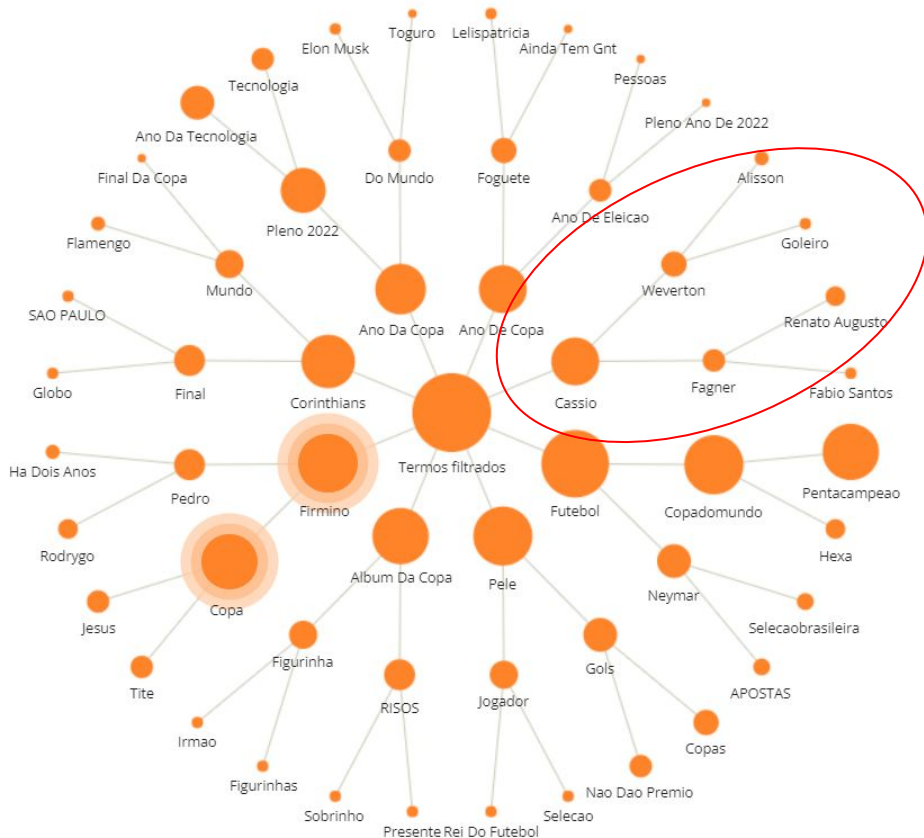 Toguro
Lelispatricia
Elon Musk
Ainda Tem Gnt
Tecnologia
Pessoas
Ano Da Tecnologia
Pleno Ano De 2022
Final Da Copa
Do Mundo
Foguete
Alisson
Pleno 2022
Ano De Eleicao
Flamengo
Goleiro
Mundo
Weverton
SAO PAULO
Ano Da Copa
Ano De Copa
Renato Augusto
Globo
Final
Corinthians
Cassio
Fagner
Fabio Santos
Termos filtrados
Ha Dois Anos
Pedro
Firmino
Futebol
Copadomundo
Pentacampeao
Rodrygo
Hexa
Album Da Copa
Pele
Neymar
Copa
Jesus
Selecaobrasileira
Tite
Figurinha
Gols
APOSTAS
RISOS
Jogador
Irmao
Copas
Figurinhas
Nao Dao Premio
Sobrinho
Presente
Rei Do Futebol
Selecao